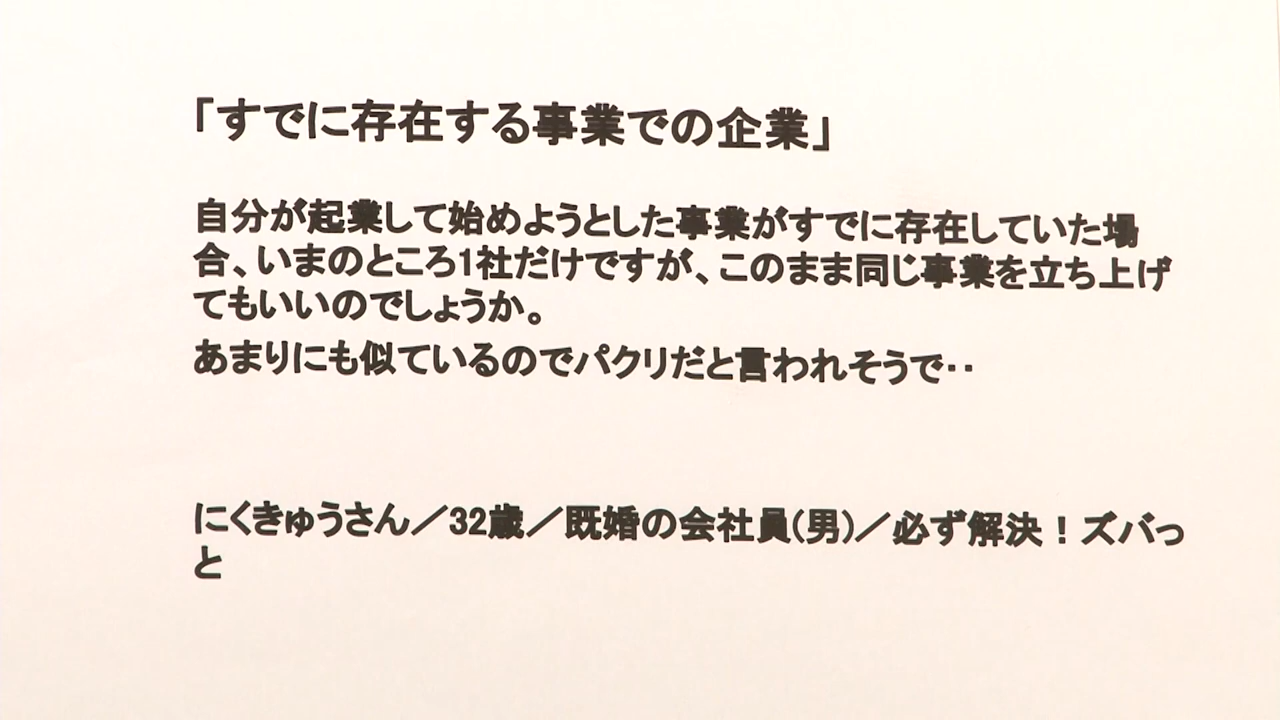 「すでに存在する事業での企業」
自分が起業して始めようとした事業がすでに存在していた場
合、いまのところ1社だけですが、このまま同じ事業を立ち上げ
てもいいのでしょうか。
あまりにも似ているのでパクリだと言われそうで‥
にくきゅうさん／32歳／既婚の会社員(男)／必ず解決！ズバっ
と